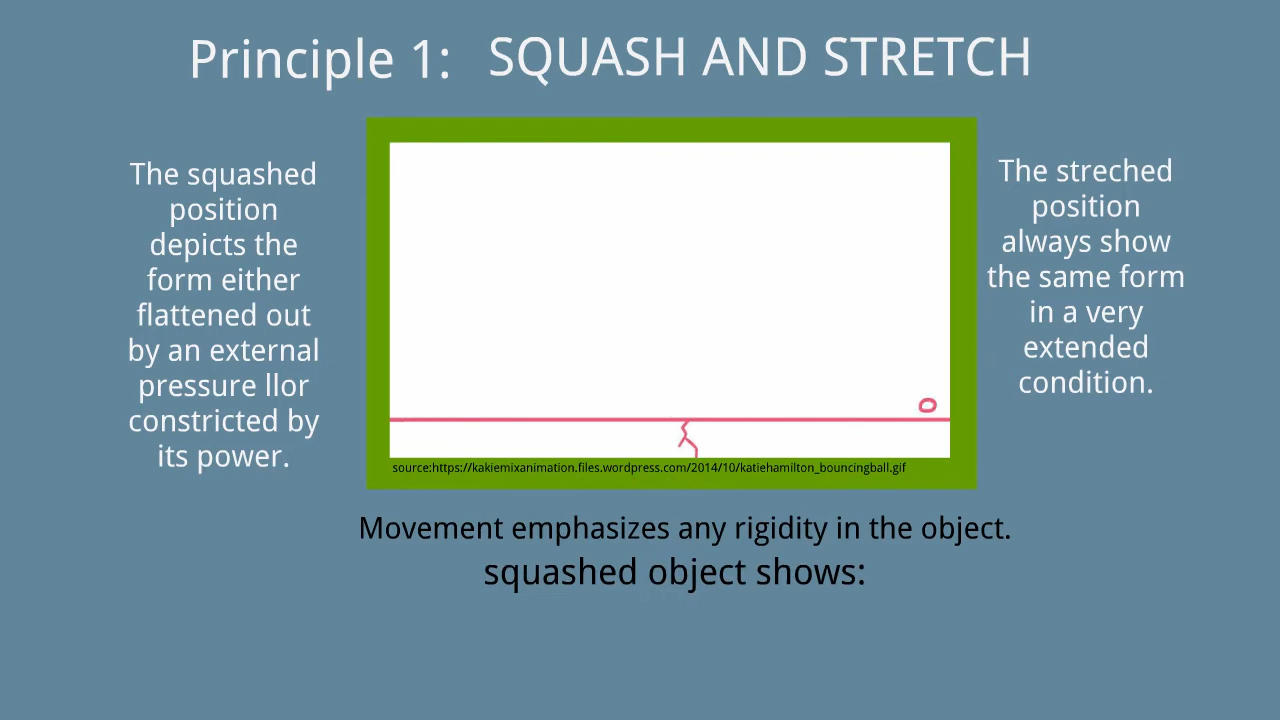 Principle 1: SQUASH AND STRETCH
The squashed
position
depicts the
form either
flattened out
by an external
pressure llor
constricted by
its power.
The streched
position
always show
the same form
in a very
extended
condition.
source:https://kakiemixanimation.files.wordpress.com/2014/10/katiehamilton_bouncingball.gif
Movement emphasizes any rigidity in the object.
squashed object shows: